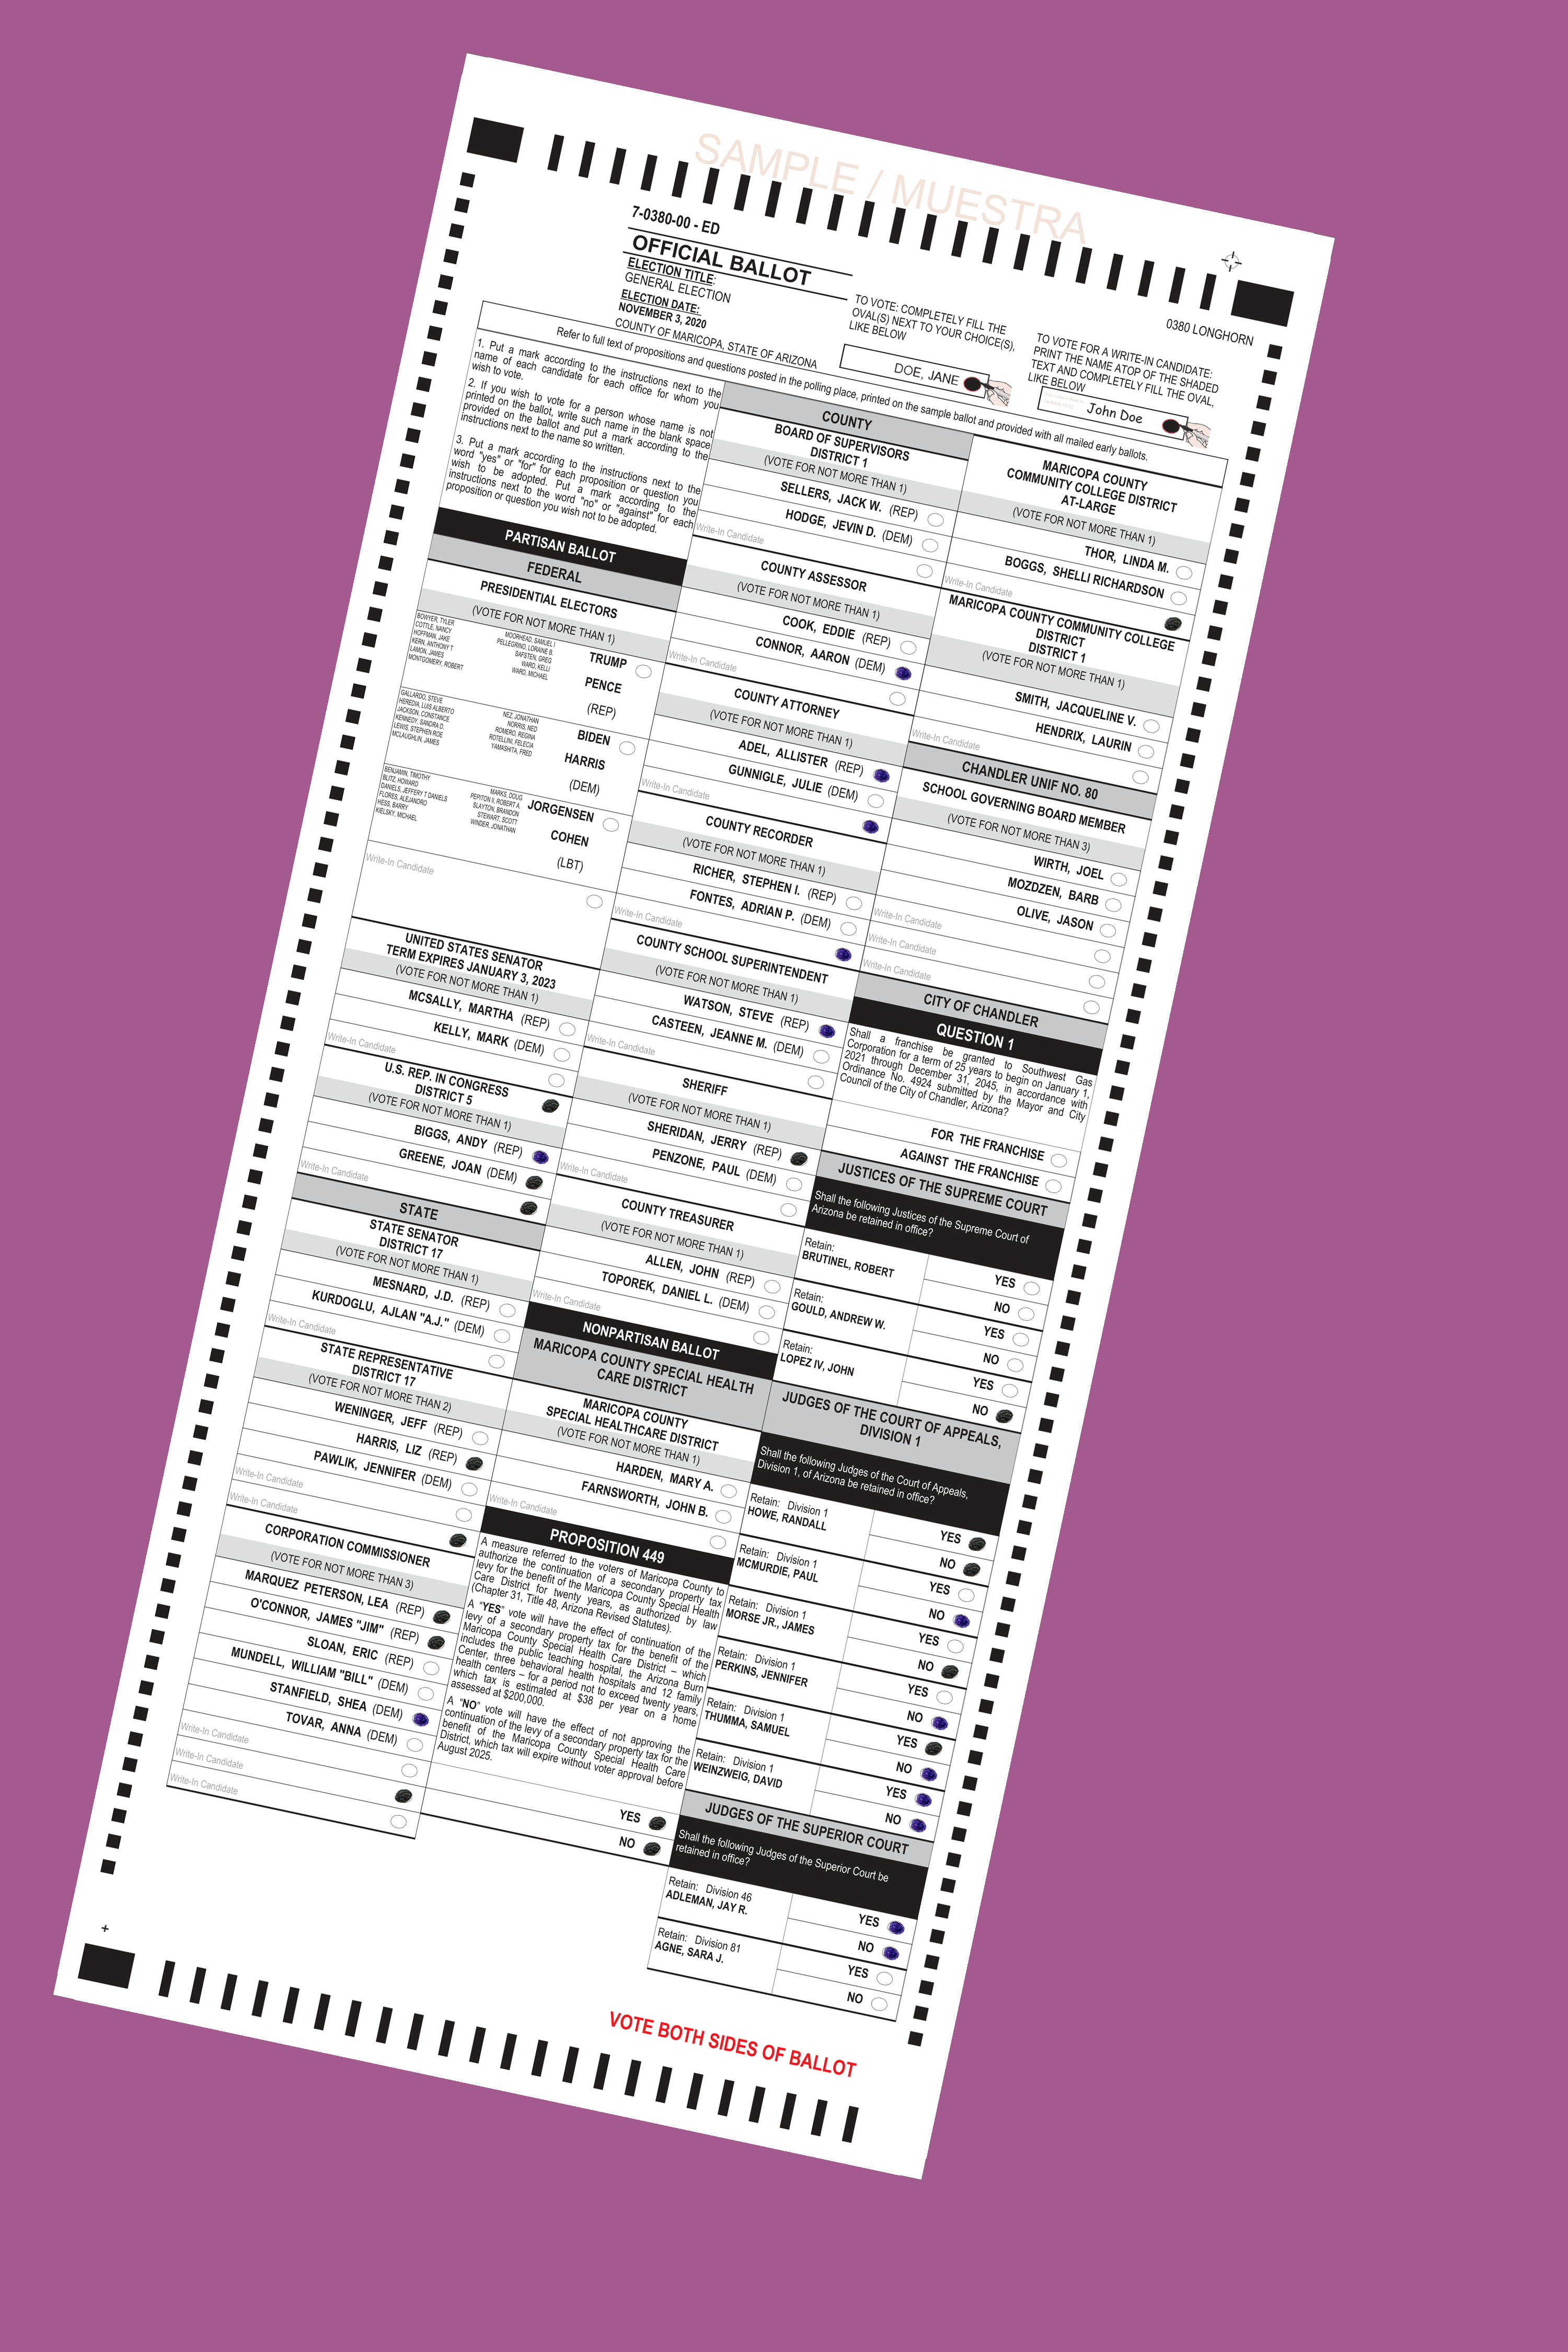 SAMPLE / MUESTRA
7-0380-00 - ED
OFFICIAL BALLOT
ELECTION TITLE:
GENERAL ELECTION
ELECTION DATE:
NOVEMBER 3, 2020
COUNTY OF MARICOPA, STATE OF ARIZONA
TO VOTE: COMPLETELY FILL THE
OVAL(S) NEXT TO YOUR CHOICE(S),
LIKE BELOW
DOE, JANE
0380 LONGHORN
TO VOTE FOR A WRITE-IN CANDIDATE:
PRINT THE NAME ATOP OF THE SHADED
TEXT AND COMPLETELY FILL THE OVAL,
LIKE BELOW
John Doe
Refer to full text of propositions and questions posted in the polling place, printed on the sample ballot and provided with all mailed early ballots.
1. Put a mark according to the instructions next to the
name of each candidate for each office for whom you
wish to vote.
2. If you wish to vote for a person whose name is not
printed on the ballot, write such name in the blank space
provided on the ballot and put a mark according to the
instructions next to the name so written.
3. Put a mark according to the instructions next to the
word "yes" or "for" for each proposition or question you
wish to be adopted. Put a mark according to the
instructions next to the word "no" or "against" for each
proposition or question you wish not to be adopted.
PARTISAN BALLOT
FEDERAL
PRESIDENTIAL ELECTORS
(VOTE FOR NOT MORE THAN 1)
BOWYER, TYLER
COTTLE, NANCY
HOFFMAN, JAKE
KERN, ANTHONY T
LAMON, JAMES
MONTGOMERY, ROBERT
MOORHEAD, SAMUEL I
PELLEGRINO, LORAINE B.
SAFSTEN, GREG
WARD, KELLI
WARD, MICHAEL
TRUMP
PENCE
(REP)
GALLARDO, STEVE
HEREDIA, LUIS ALBERTO
JACKSON, CONSTANCE
KENNEDY, SANDRA D.
LEWIS, STEPHEN ROE
MCLAUGHLIN, JAMES
NEZ, JONATHAN
NORRIS, NED
ROMERO, REGINA
ROTELLINI, FELECIA
YAMASHITA, FRED
BIDEN
HARRIS
(DEM)
BENJAMIN, TIMOTHY
BLITZ, HOWARD
DANIELS, JEFFERY T DANIELS
FLORES, ALEJANDRO
HESS, BARRY
KIELSKY, MICHAEL
MARKS, DOUG
PEPITON II, ROBERT A
SLAYTON, BRANDON
STEWART, SCOTT
WINDER, JONATHAN
JORGENSEN
COHEN
(LBT)
Write-In Candidate
UNITED STATES SENATOR
TERM EXPIRES JANUARY 3, 2023
(VOTE FOR NOT MORE THAN 1)
MCSALLY, MARTHA (REP)
KELLY, MARK (DEM)
Write-In Candidate
U.S. REP. IN CONGRESS
DISTRICT 5
(VOTE FOR NOT MORE THAN 1)
BIGGS, ANDY (REP)
GREENE, JOAN (DEM)
Write-In Candidate
STATE
STATE SENATOR
DISTRICT 17
(VOTE FOR NOT MORE THAN 1)
MESNARD, J.D. (REP)
KURDOGLU, AJLAN "A.J." (DEM)
Write-In Candidate
STATE REPRESENTATIVE
DISTRICT 17
(VOTE FOR NOT MORE THAN 2)
WENINGER, JEFF (REP)
HARRIS, LIZ (REP)
PAWLIK, JENNIFER (DEM)
Write-In Candidate
Write-In Candidate
CORPORATION COMMISSIONER
(VOTE FOR NOT MORE THAN 3)
MARQUEZ PETERSON, LEA (REP)
O'CONNOR, JAMES "JIM" (REP)
SLOAN, ERIC (REP)
MUNDELL, WILLIAM "BILL" (DEM)
STANFIELD, SHEA (DEM)
TOVAR, ANNA (DEM)
Write-In Candidate
Write-In Candidate
Write-In Candidate
COUNTY
BOARD OF SUPERVISORS
DISTRICT 1
(VOTE FOR NOT MORE THAN 1)
SELLERS, JACK W. (REP)
HODGE, JEVIN D. (DEM)
Write-In Candidate
COUNTY ASSESSOR
(VOTE FOR NOT MORE THAN 1)
COOK, EDDIE (REP)
CONNOR, AARON (DEM)
Write-In Candidate
COUNTY ATTORNEY
(VOTE FOR NOT MORE THAN 1)
ADEL, ALLISTER (REP)
GUNNIGLE, JULIE (DEM)
Write-In Candidate
COUNTY RECORDER
(VOTE FOR NOT MORE THAN 1)
RICHER, STEPHEN I. (REP)
FONTES, ADRIAN P. (DEM)
Write-In Candidate
COUNTY SCHOOL SUPERINTENDENT
(VOTE FOR NOT MORE THAN 1)
WATSON, STEVE (REP)
CASTEEN, JEANNE M. (DEM)
Write-In Candidate
SHERIFF
(VOTE FOR NOT MORE THAN 1)
SHERIDAN, JERRY (REP)
PENZONE, PAUL (DEM)
Write-In Candidate
COUNTY TREASURER
(VOTE FOR NOT MORE THAN 1)
ALLEN, JOHN (REP)
TOPOREK, DANIEL L. (DEM)
Write-In Candidate
NONPARTISAN BALLOT
MARICOPA COUNTY SPECIAL HEALTH
CARE DISTRICT
MARICOPA COUNTY
SPECIAL HEALTHCARE DISTRICT
(VOTE FOR NOT MORE THAN 1)
HARDEN, MARY A.
FARNSWORTH, JOHN B.
Write-In Candidate
PROPOSITION 449
A measure referred to the voters of Maricopa County to
authorize the continuation of a secondary property tax
levy for the benefit of the Maricopa County Special Health
Care District for twenty years, as authorized by law
(Chapter 31, Title 48, Arizona Revised Statutes).
A "YES" vote will have the effect of continuation of the
levy of a secondary property tax for the benefit of the
Maricopa County Special Health Care District – which
includes the public teaching hospital, the Arizona Burn
Center, three behavioral health hospitals and 12 family
health centers – for a period not to exceed twenty years,
which tax is estimated at $38 per year on a home
assessed at $200,000.
A "NO" vote will have the effect of not approving the
continuation of the levy of a secondary property tax for the
benefit of the Maricopa County Special Health Care
District, which tax will expire without voter approval before
August 2025.
YES
NO
MARICOPA COUNTY
COMMUNITY COLLEGE DISTRICT
AT-LARGE
(VOTE FOR NOT MORE THAN 1)
THOR, LINDA M.
BOGGS, SHELLI RICHARDSON
Write-In Candidate
MARICOPA COUNTY COMMUNITY COLLEGE
DISTRICT
DISTRICT 1
(VOTE FOR NOT MORE THAN 1)
SMITH, JACQUELINE V.
HENDRIX, LAURIN
Write-In Candidate
CHANDLER UNIF NO. 80
SCHOOL GOVERNING BOARD MEMBER
(VOTE FOR NOT MORE THAN 3)
WIRTH, JOEL
MOZDZEN, BARB
OLIVE, JASON
Write-In Candidate
Write-In Candidate
Write-In Candidate
CITY OF CHANDLER
QUESTION 1
Shall a franchise be granted to Southwest Gas
Corporation for a term of 25 years to begin on January 1,
2021 through December 31, 2045, in accordance with
Ordinance No. 4924 submitted by the Mayor and City
Council of the City of Chandler, Arizona?
FOR THE FRANCHISE
AGAINST THE FRANCHISE
JUSTICES OF THE SUPREME COURT
Shall the following Justices of the Supreme Court of
Arizona be retained in office?
Retain:
BRUTINEL, ROBERT
YES
NO
Retain:
GOULD, ANDREW W.
YES
NO
Retain:
LOPEZ IV, JOHN
YES
NO
JUDGES OF THE COURT OF APPEALS,
DIVISION 1
Shall the following Judges of the Court of Appeals,
Division 1, of Arizona be retained in office?
Retain: Division 1
HOWE, RANDALL
YES
NO
Retain: Division 1
MCMURDIE, PAUL
YES
NO
Retain: Division 1
MORSE JR., JAMES
YES
NO
Retain: Division 1
PERKINS, JENNIFER
YES
NO
Retain: Division 1
THUMMA, SAMUEL
YES
NO
Retain: Division 1
WEINZWEIG, DAVID
YES
NO
JUDGES OF THE SUPERIOR COURT
Shall the following Judges of the Superior Court be
retained in office?
Retain: Division 46
ADLEMAN, JAY R.
YES
NO
Retain: Division 81
AGNE, SARA J.
YES
NO
VOTE BOTH SIDES OF BALLOT